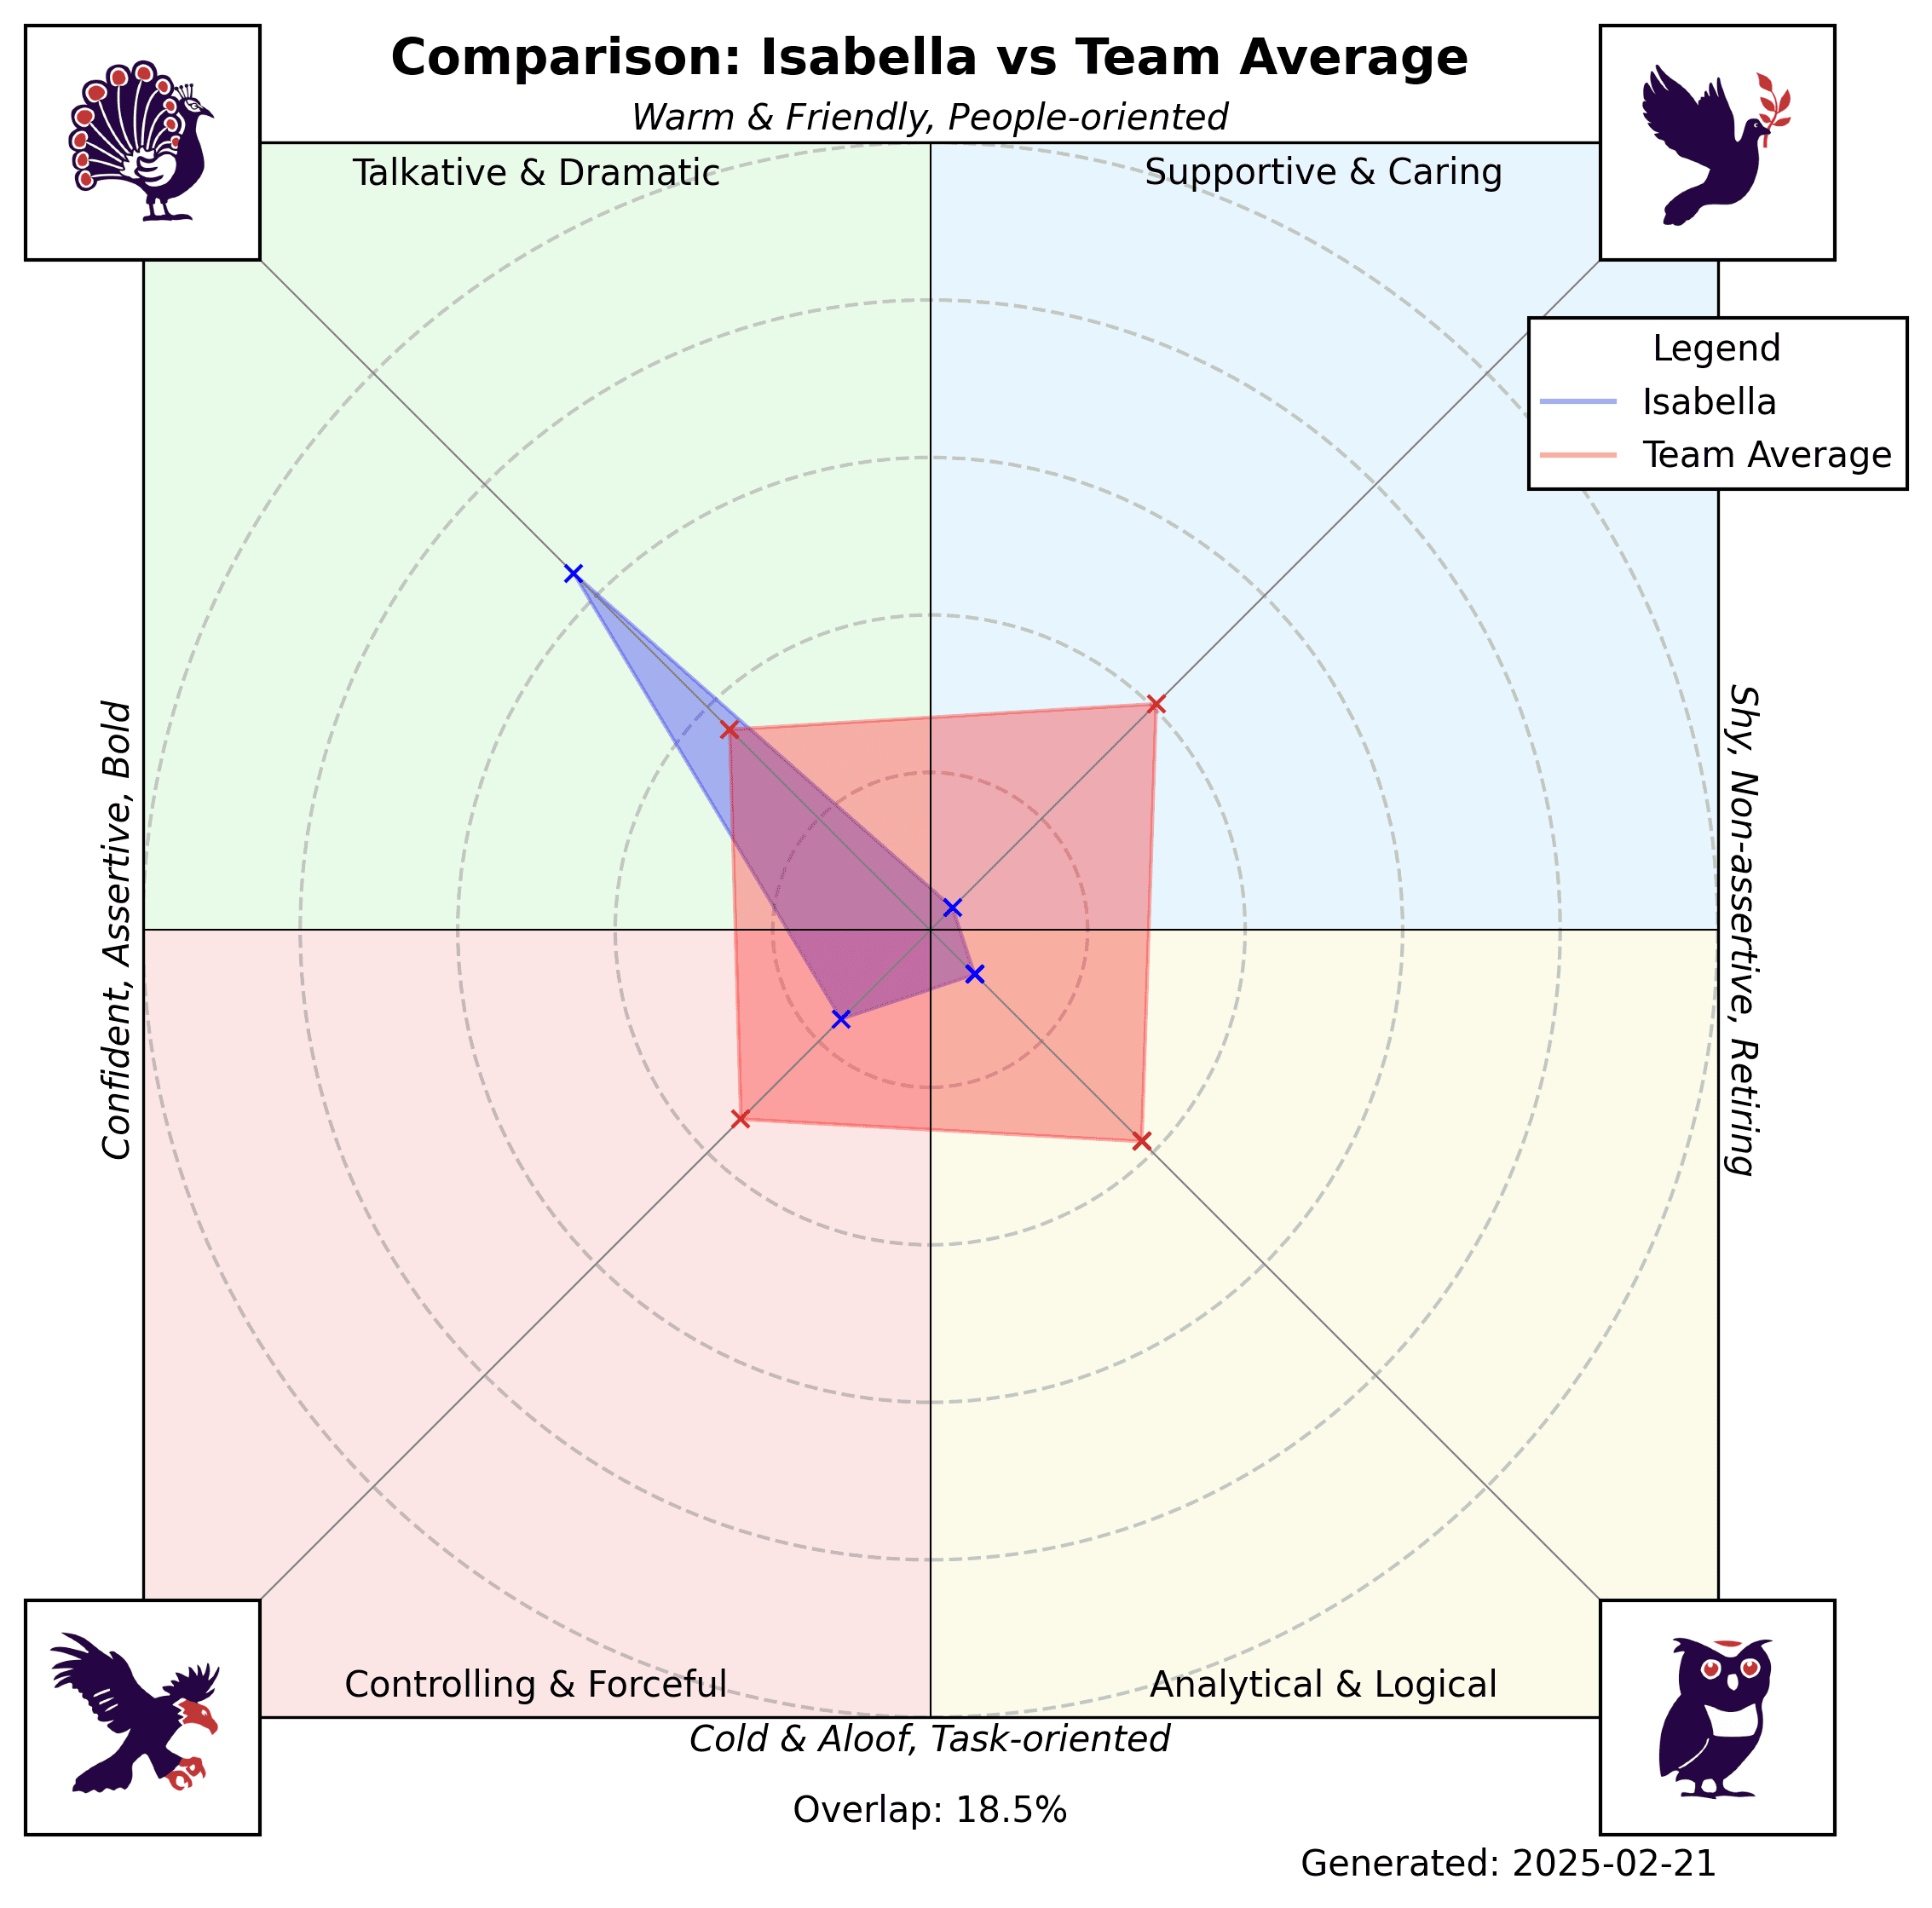 Comparison: Isabella vs Team Average
Warm & Friendly, People-oriented
Talkative & Dramatic
Supportive & Caring
Legend
Isabella
Team Average
Confident, Assertive, Bold
Shy, Non-assertive, Retiring
Controlling & Forceful
Analytical & Logical
Cold & Aloof, Task-oriented
Overlap: 18.5%
Generated: 2025-02-21